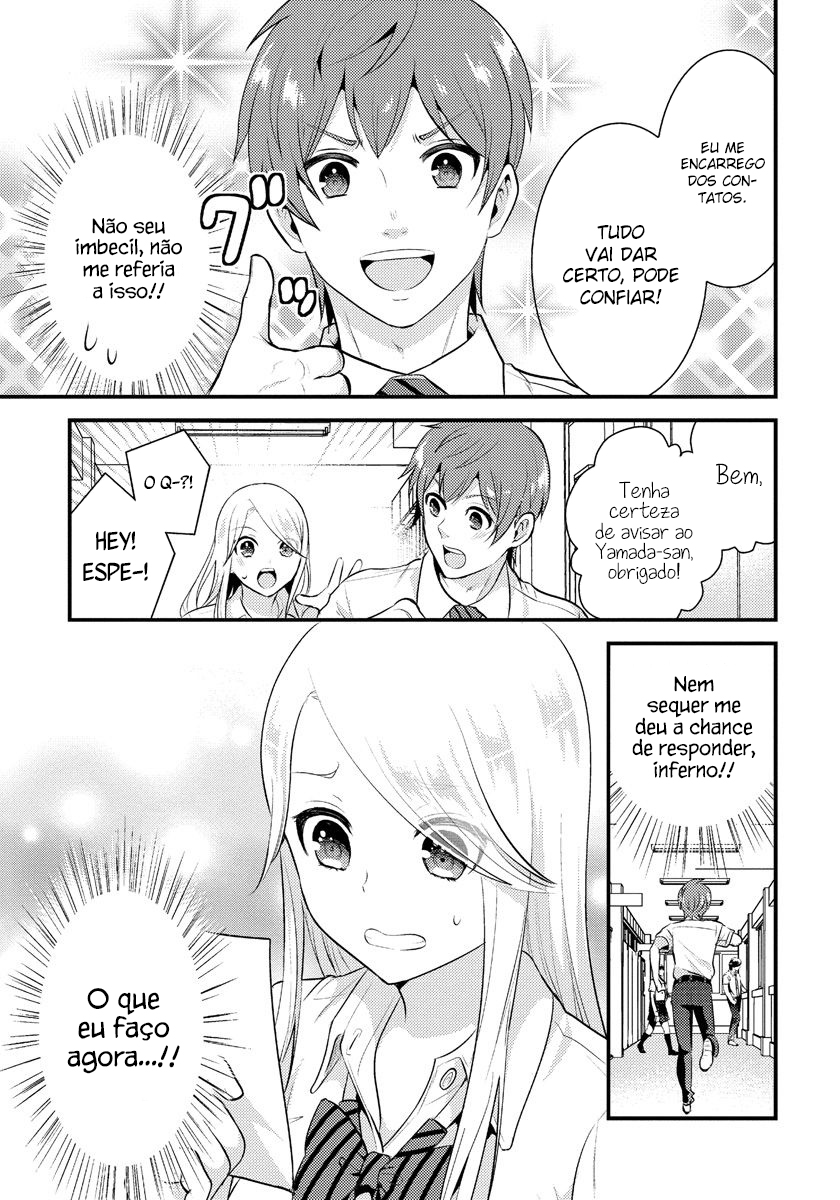 EU ME
ENCARREGO
DOS CON-
TATOS.
TUDO
VAI DAR
CERTO, PODE
CONFIAR!
グッ
Não seu
imbecil, não
me referia
a isso!!
Bem,
Tenha
certeza
de avisar ao
Yamada-san,
obrigado!
O Q-?!
HEY!
ESPE-!
Nem
sequer me
deu a chance
de responder,
inferno!!
O que
eu faço
agora...!!